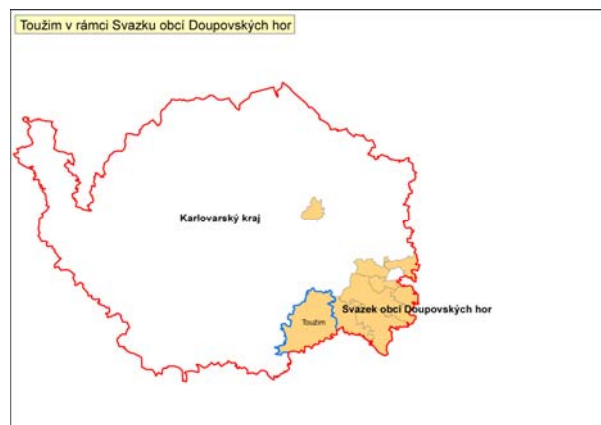 Toužim v rámci Svazku obcí Doupovských hor
Karlovarský kraj
Svazek obcí Doupovských hor
Toužim